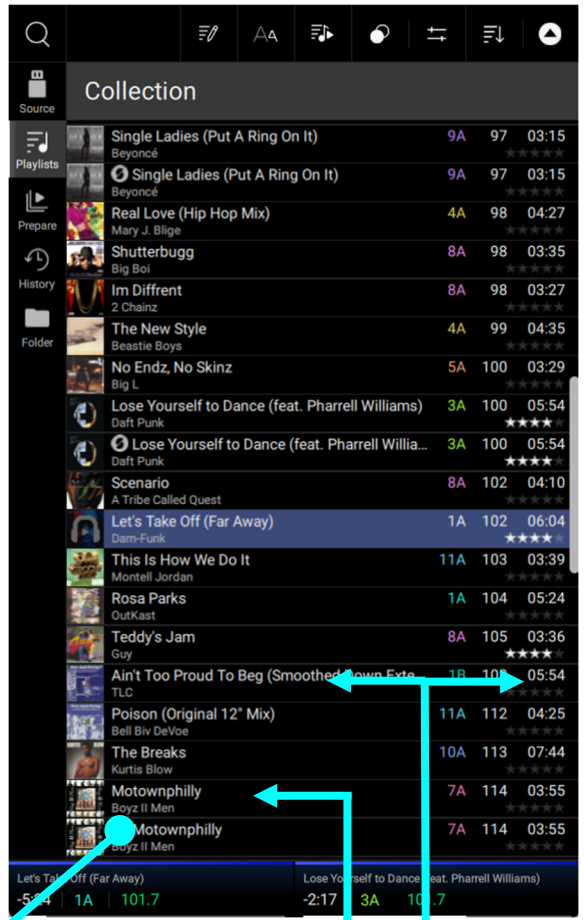 Source
Collection
Playlists
Prepare
History
Folder
Single Ladies (Put A Ring On It) 9A 97 03:15
Beyoncé
Single Ladies (Put A Ring On It) 9A 97 03:15
Beyoncé
Real Love (Hip Hop Mix) 4A 98 04:27
Mary J. Blige
Shutterbugg 8A 98 03:35
Big Boi
Im Diffrent 8A 98 03:27
2 Chainz
The New Style 4A 99 04:35
Beastie Boys
No Endz, No Skinz 5A 100 03:29
Big L
Lose Yourself to Dance (feat. Pharrell Williams) 3A 100 05:54
Daft Punk
Lose Yourself to Dance (feat. Pharrell Willia... 3A 100 05:54
Daft Punk
Scenario 8A 102 04:10
A Tribe Called Quest
Let's Take Off (Far Away) 1A 102 06:04
Dam-Funk
This Is How We Do It 11A 103 03:39
Montell Jordan
Rosa Parks 1A 104 05:24
OutKast
Teddy's Jam 8A 105 03:36
Guy
Ain't Too Proud To Beg (Smoothed Down Exte... 1B 05:54
TLC
Poison (Original 12" Mix) 11A 112 04:25
Bell Biv DeVoe
The Breaks 10A 113 07:44
Kurtis Blow
Motownphilly 7A 114 03:55
Boyz II Men
Motownphilly 7A 114 03:55
Boyz II Men
Let's Take Off (Far Away)
-5:24 1A 101.7
Lose Yourself to Dance (feat. Pharrell Williams)
-2:17 3A